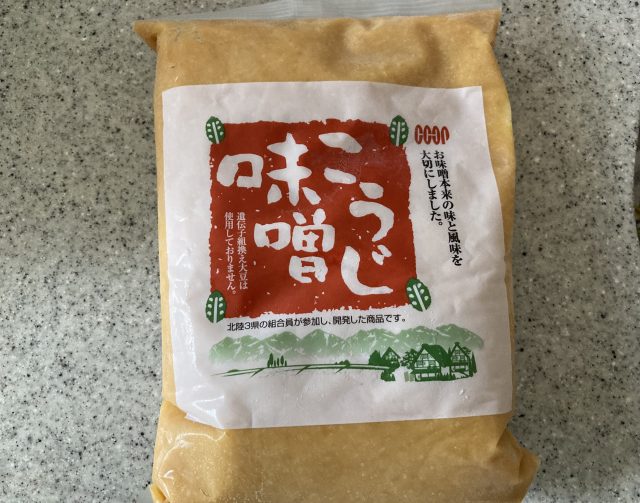 COOP
お味噌本来の味と風味を
大切にしました。
こうじ
味噌
遺伝子組換え大豆は
使用しておりません。
北陸3県の組合員が参加し、開発した商品です。